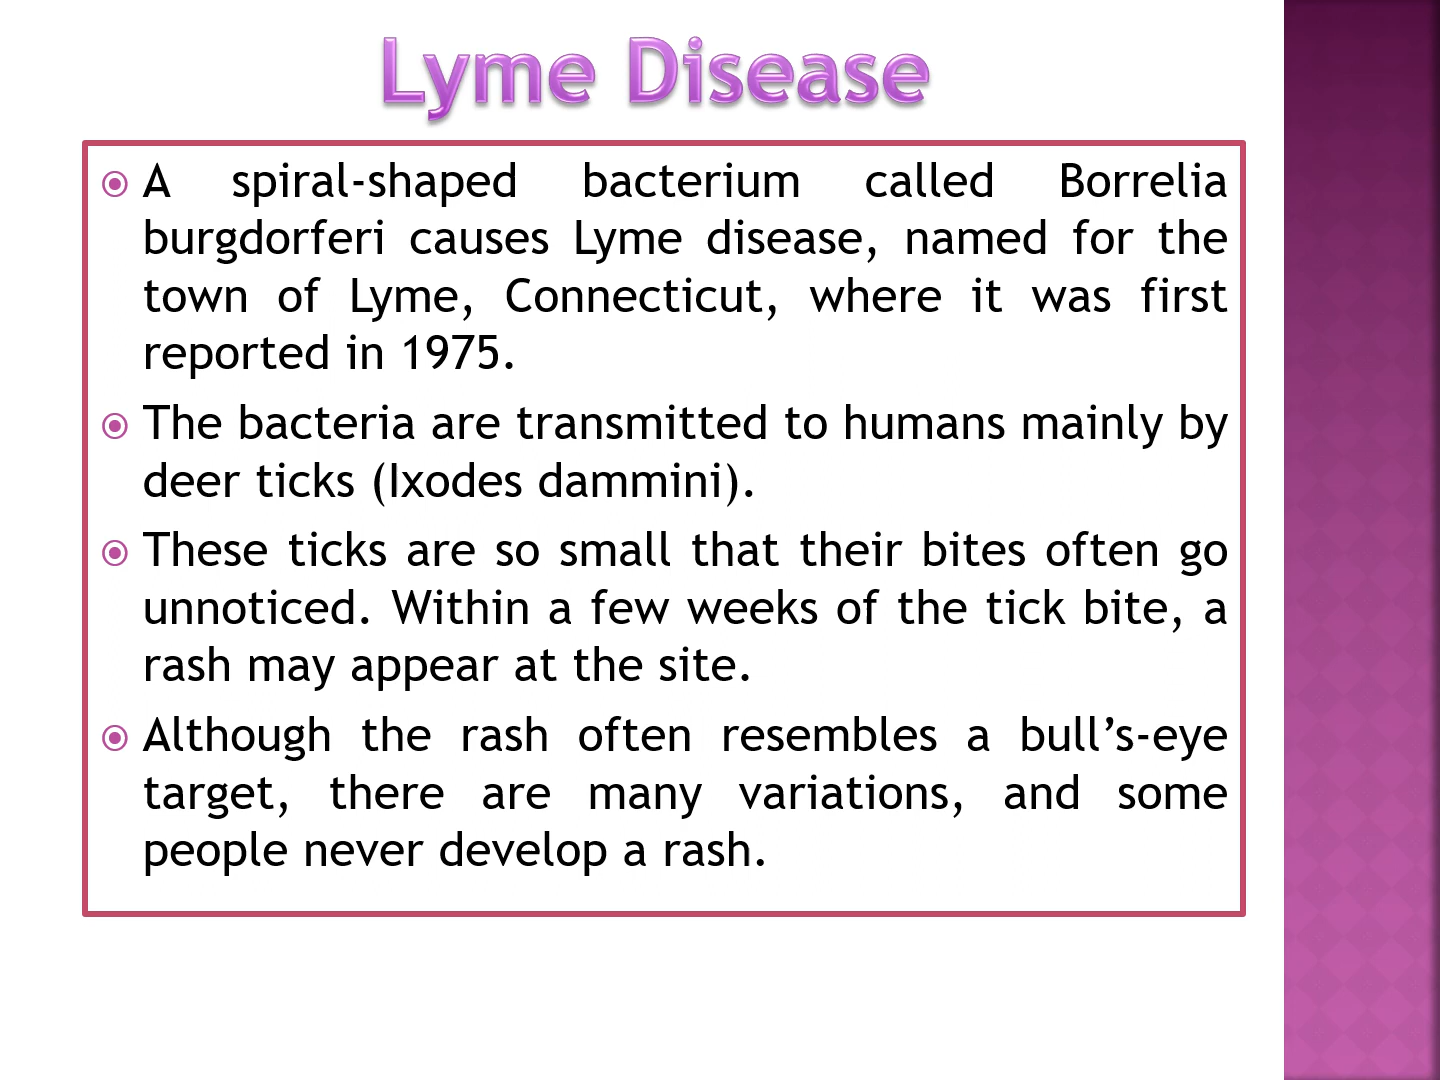 Lyme Disease
A spiral-shaped bacterium called Borrelia
burgdorferi causes Lyme disease, named for the
town of Lyme, Connecticut, where it was first
reported in 1975.
The bacteria are transmitted to humans mainly by
deer ticks (Ixodes dammini).
These ticks are so small that their bites often go
unnoticed. Within a few weeks of the tick bite, a
rash may appear at the site.
Although the rash often resembles a bull’s-eye
target, there are many variations, and some
people never develop a rash.